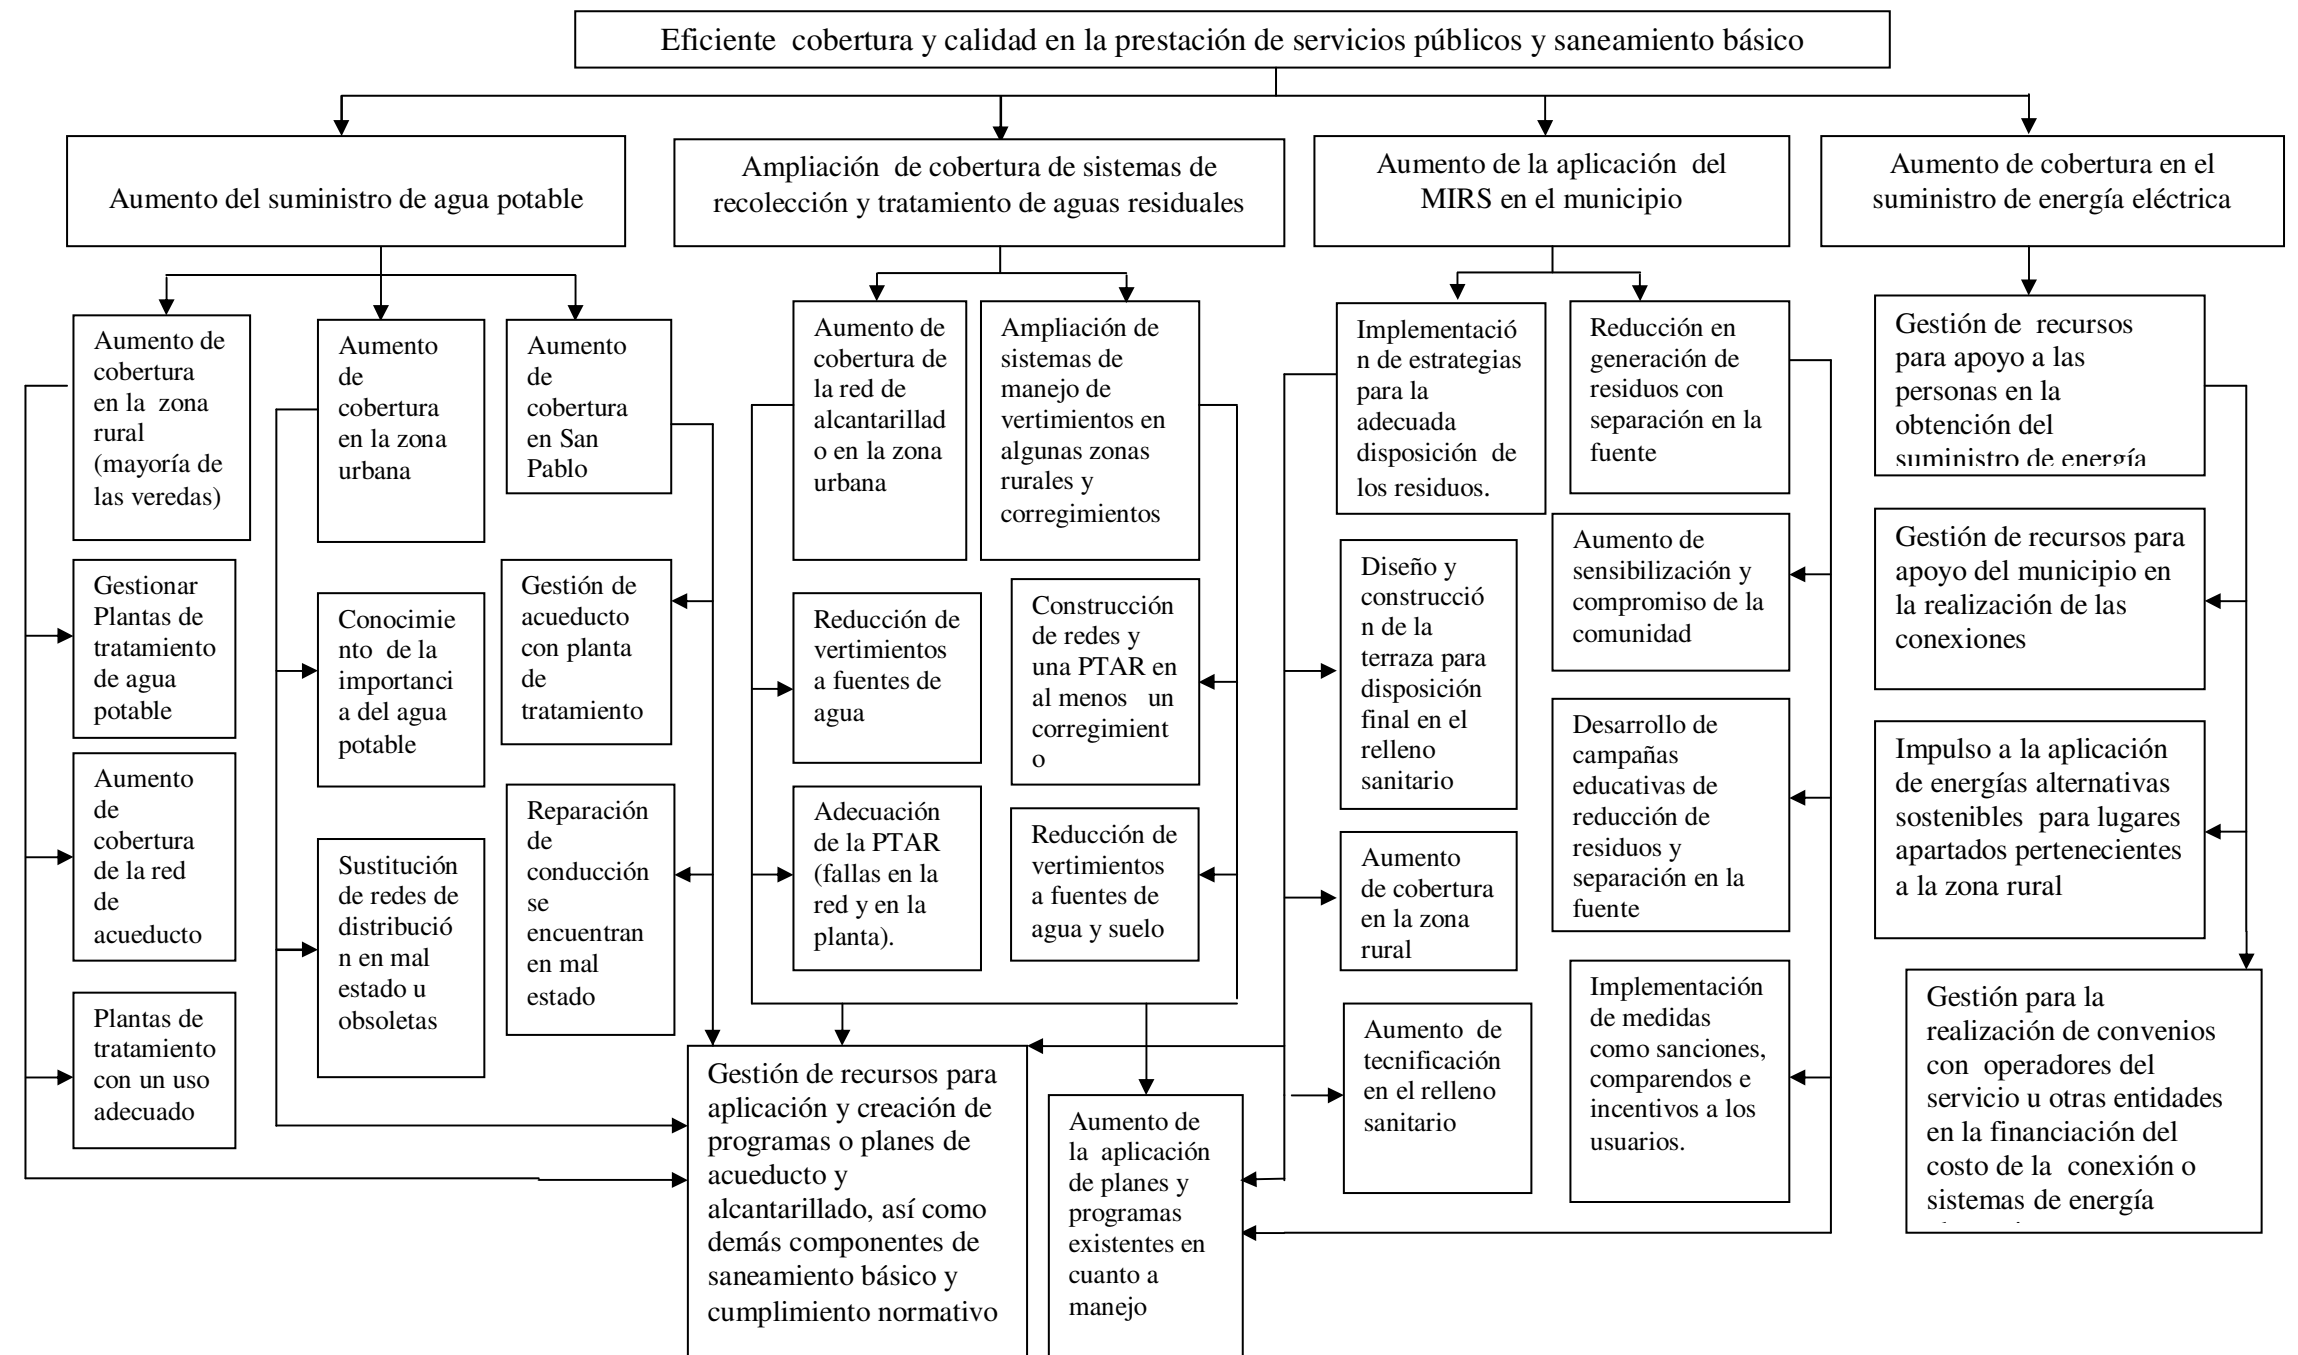 Eficiente cobertura y calidad en la prestación de servicios públicos y saneamiento básico
Aumento del suministro de agua potable
Ampliación de cobertura de sistemas de
recolección y tratamiento de aguas residuales
Aumento de la aplicación del
MIRS en el municipio
Aumento de cobertura en el
suministro de energía eléctrica
Aumento de
cobertura
en la zona
rural
(mayoría de
las veredas)
Aumento
de
cobertura
en la zona
urbana
Aumento
de
cobertura
en San
Pablo
Aumento de
cobertura de
la red de
alcantarillad
o en la zona
urbana
Ampliación de
sistemas de
manejo de
vertimientos en
algunas zonas
rurales y
corregimientos
Implementació
n de estrategias
para la
adecuada
disposición de
los residuos.
Reducción en
generación de
residuos con
separación en la
fuente
Gestión de recursos
para apoyo a las
personas en la
obtención del
suministro de energía
Gestionar
Plantas de
tratamiento
de agua
potable
Conocimie
nto de la
importanci
a del agua
potable
Gestión de
acueducto
con planta
de
tratamiento
Reducción de
vertimientos
a fuentes de
agua
Construcción
de redes y
una PTAR en
al menos un
corregimient
o
Diseño y
construcció
n de la
terraza para
disposición
final en el
relleno
sanitario
Aumento de
sensibilización y
compromiso de la
comunidad
Gestión de recursos para
apoyo del municipio en
la realización de las
conexiones
Aumento
de
cobertura
de la red
de
acueducto
Sustitución
de redes de
distribució
n en mal
estado u
obsoletas
Reparación
de
conducción
se
encuentran
en mal
estado
Adecuación
de la PTAR
(fallas en la
red y en la
planta).
Reducción de
vertimientos
a fuentes de
agua y suelo
Aumento
de cobertura
en la zona
rural
Desarrollo de
campañas
educativas de
reducción de
residuos y
separación en la
fuente
Impulso a la aplicación
de energías alternativas
sostenibles para lugares
apartados pertenecientes
a la zona rural
Plantas de
tratamiento
con un uso
adecuado
Gestión de recursos para
aplicación y creación de
programas o planes de
acueducto y
alcantarillado, así como
demás componentes de
saneamiento básico y
cumplimiento normativo
Aumento de
la aplicación
de planes y
programas
existentes en
cuanto a
manejo
Aumento de
tecnificación
en el relleno
sanitario
Implementación
de medidas
como sanciones,
comparendos e
incentivos a los
usuarios.
Gestión para la
realización de convenios
con operadores del
servicio u otras entidades
en la financiación del
costo de la conexión o
sistemas de energía